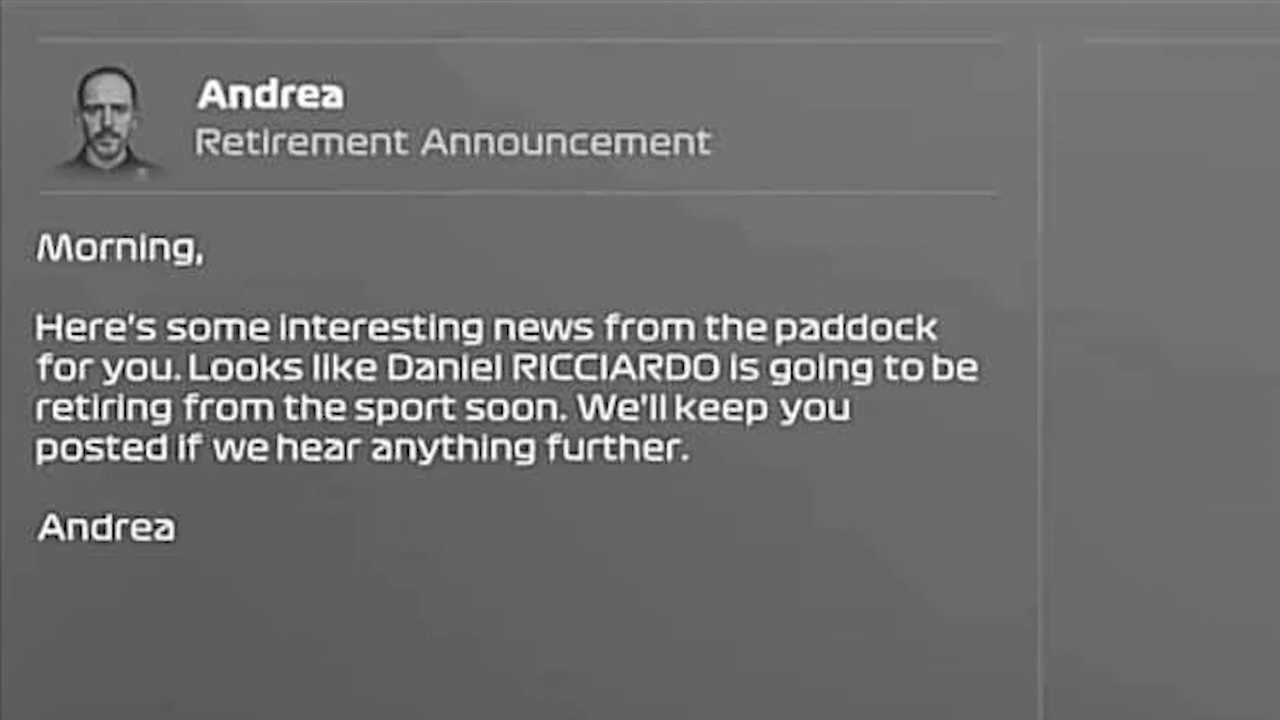 Andrea
Retirement Announcement
Morning,
Here's some interesting news from the paddock
for you. Looks like Daniel RICCIARDO is going to be
retiring from the sport soon. We'll keep you
posted if we hear anything further.
Andrea